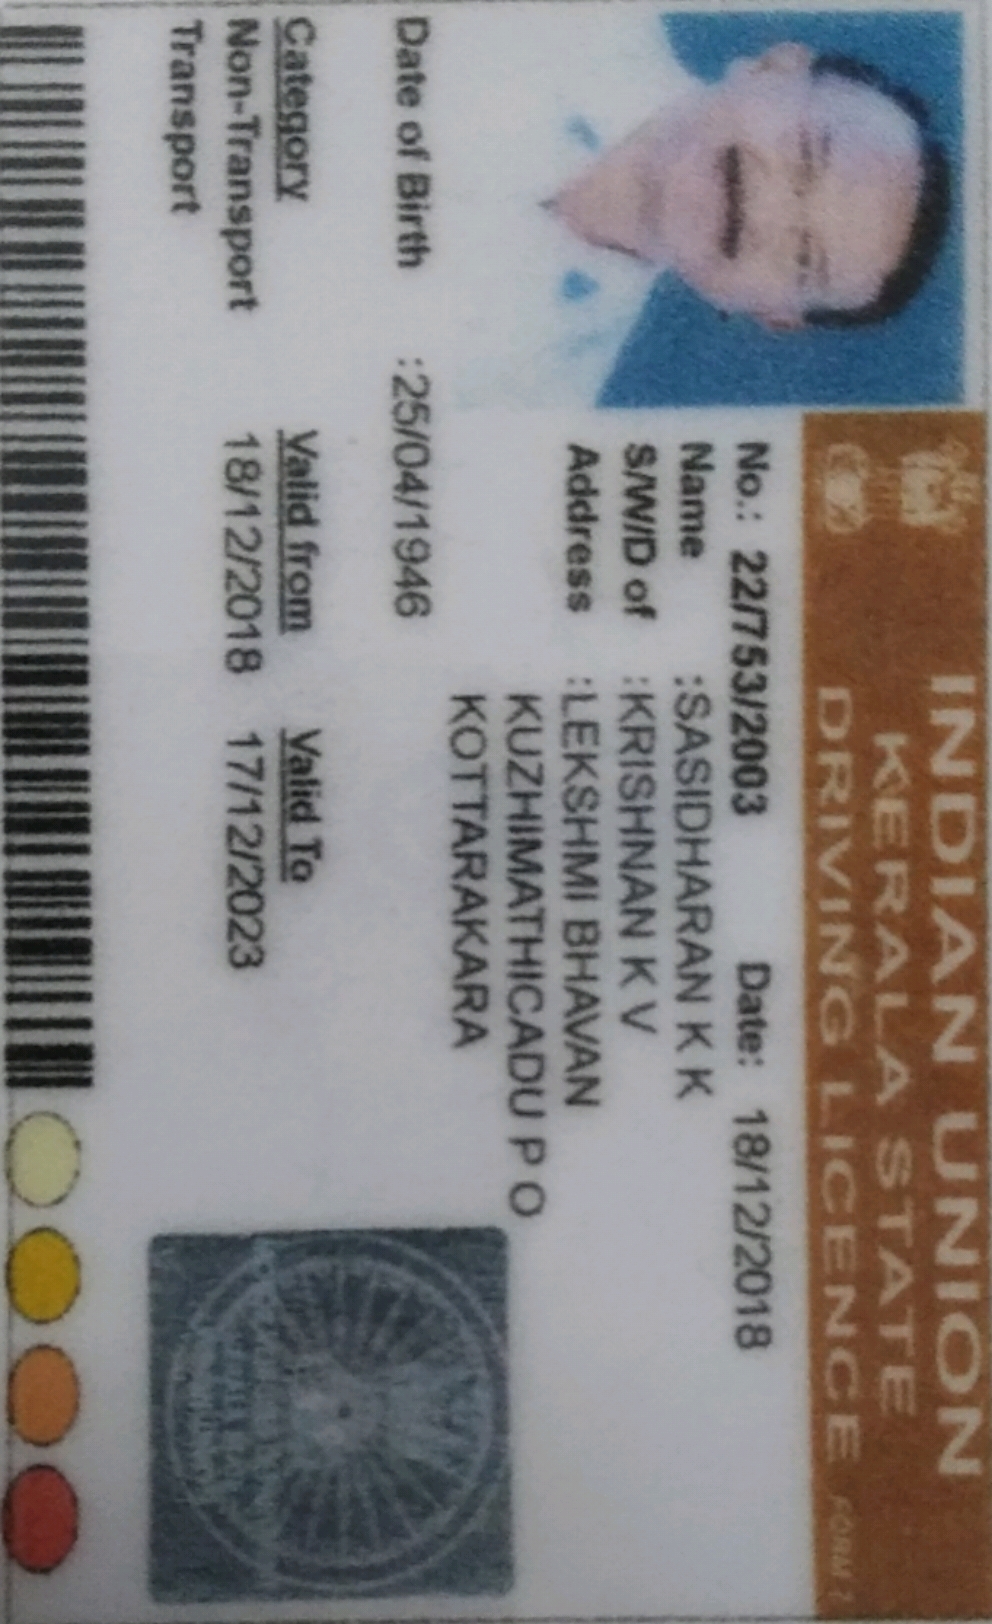 INDIAN UNION
KERALA STATE
DRIVING LICENCE FORM 7
No.: 22/753/2003 Date: 18/12/2018
Name :SASIDHARAN K K
S/W/D of :KRISHNAN K V
Address :LEKSHMI BHAVAN
KUZHIMATHICADU P O
KOTTARAKARA
Date of Birth :25/04/1946
Category Valid from Valid To
Non-Transport 18/12/2018 17/12/2023
Transport